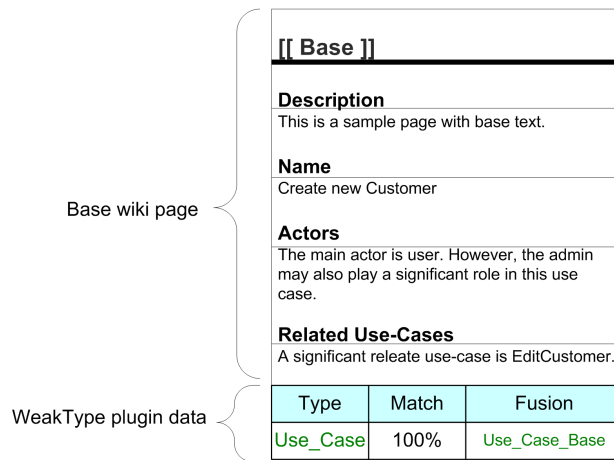 [[ Base ]]
Description
This is a sample page with base text.
Name
Create new Customer
Base wiki page
Actors
The main actor is user. However, the admin
may also play a significant role in this use
case.
Related Use-Cases
A significant releate use-case is EditCustomer.
WeakType plugin data
Type Match Fusion
Use_Case 100% Use_Case_Base